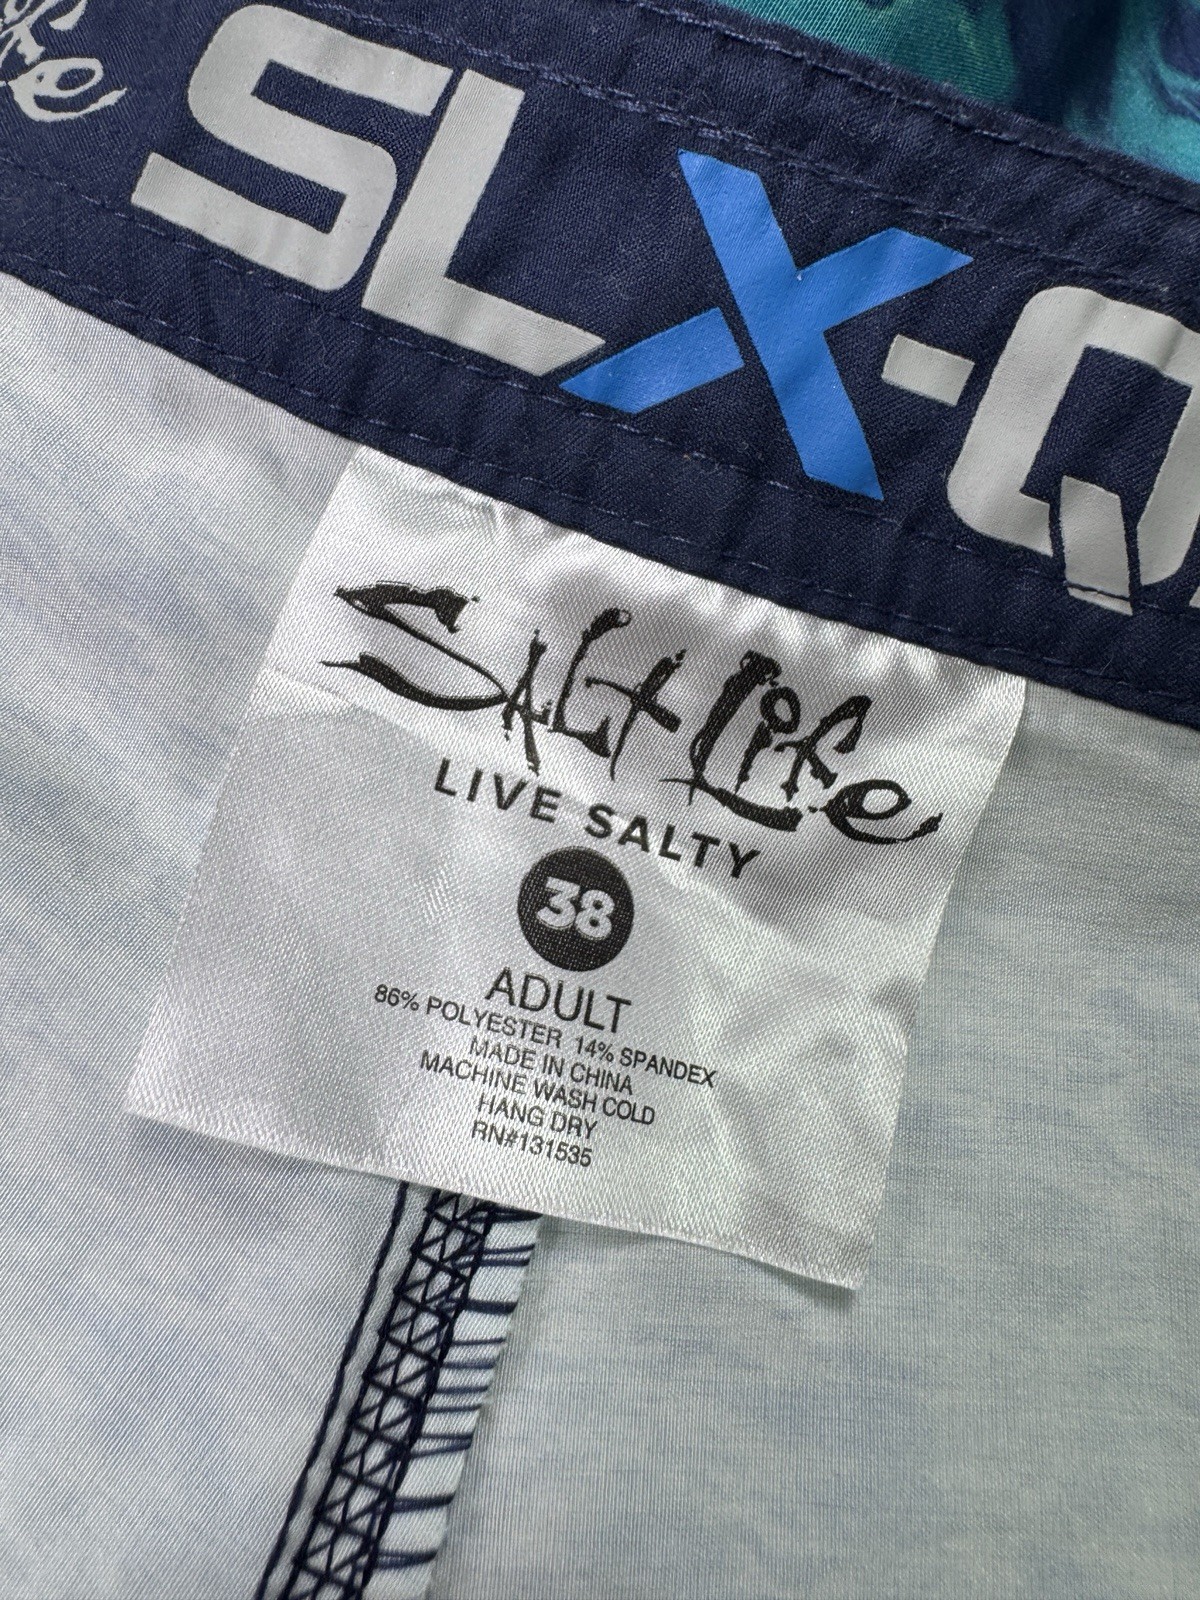 SLX-Q
Salt Life
LIVE SALTY
38
ADULT
86% POLYESTER 14% SPANDEX
MADE IN CHINA
MACHINE WASH COLD
HANG DRY
RN#131535